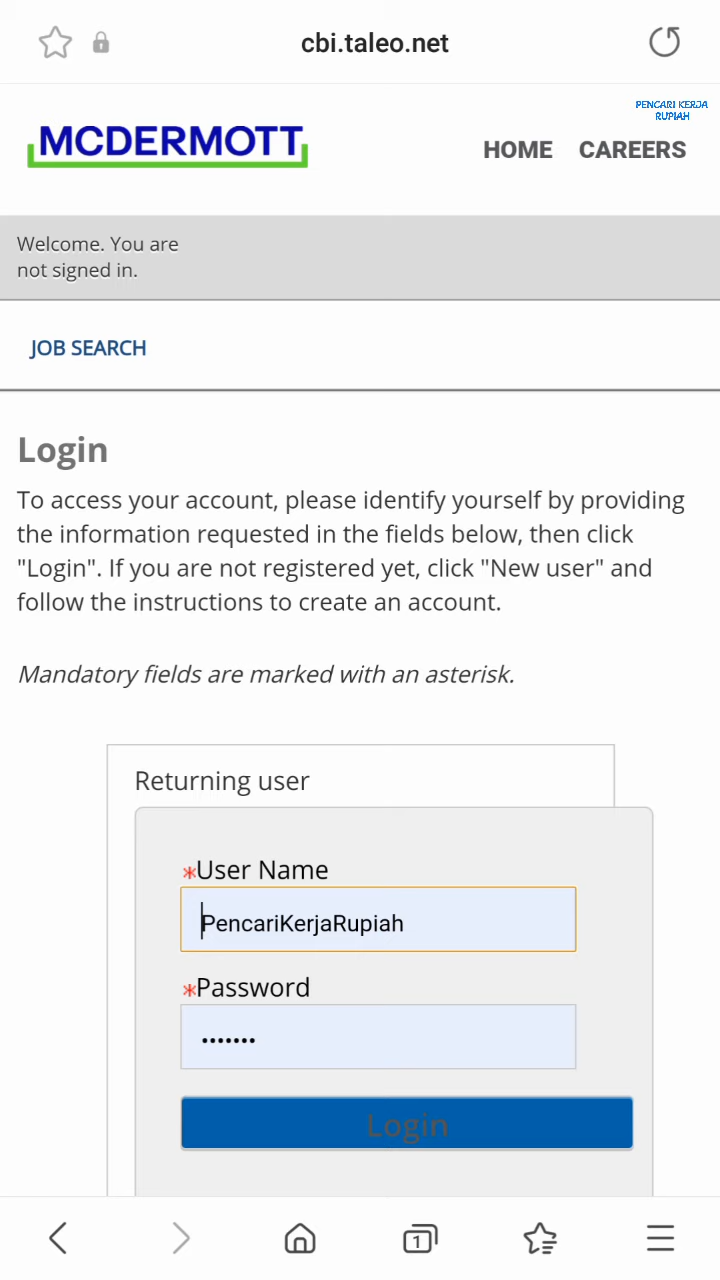 cbi.taleo.net
PENCARI KERJA
RUPIAH
MCDERMOTT
HOME CAREERS
Welcome. You are
not signed in.
JOB SEARCH
Login
To access your account, please identify yourself by providing
the information requested in the fields below, then click
"Login". If you are not registered yet, click "New user" and
follow the instructions to create an account.
Mandatory fields are marked with an asterisk.
Returning user
*User Name
PencariKerjaRupiah
*Password
•••••••
Login
1